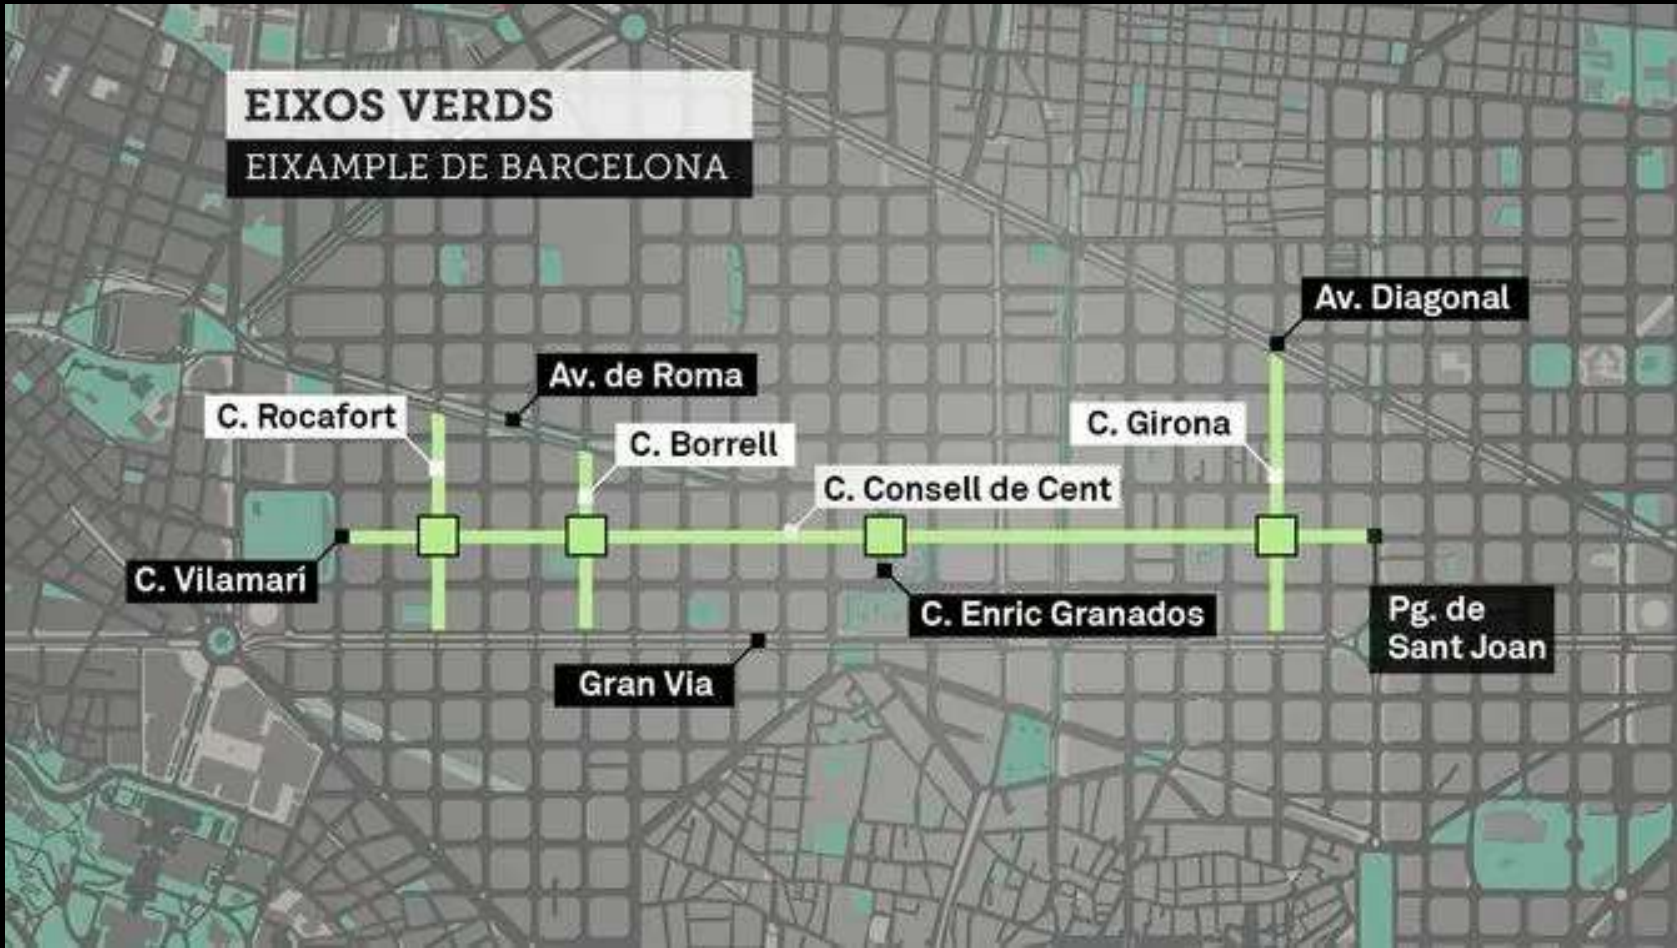 EIXOS VERDS
EIXAMPLE DE BARCELONA
Av. Diagonal
Av. de Roma
C. Rocafort
C. Borrell
C. Girona
C. Consell de Cent
C. Vilamarí
C. Enric Granados
Pg. de
Sant Joan
Gran Via